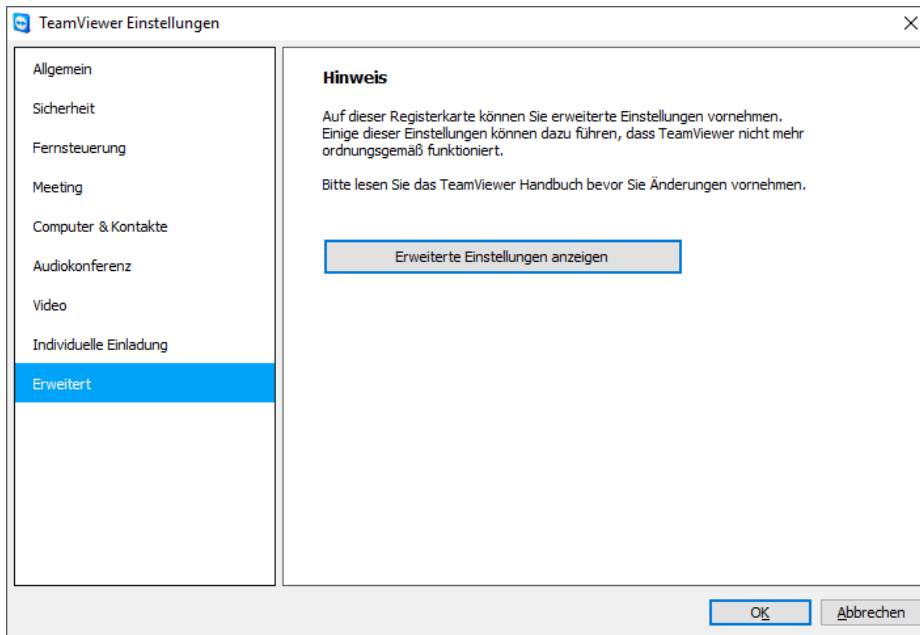 TeamViewer Einstellungen
Allgemein
Sicherheit
Fernsteuerung
Meeting
Computer & Kontakte
Audiokonferenz
Video
Individuelle Einladung
Erweitert
Hinweis
Auf dieser Registerkarte können Sie erweiterte Einstellungen vornehmen.
Einige dieser Einstellungen können dazu führen, dass TeamViewer nicht mehr
ordnungsgemäß funktioniert.
Bitte lesen Sie das TeamViewer Handbuch bevor Sie Änderungen vornehmen.
Erweiterte Einstellungen anzeigen
OK
Abbrechen